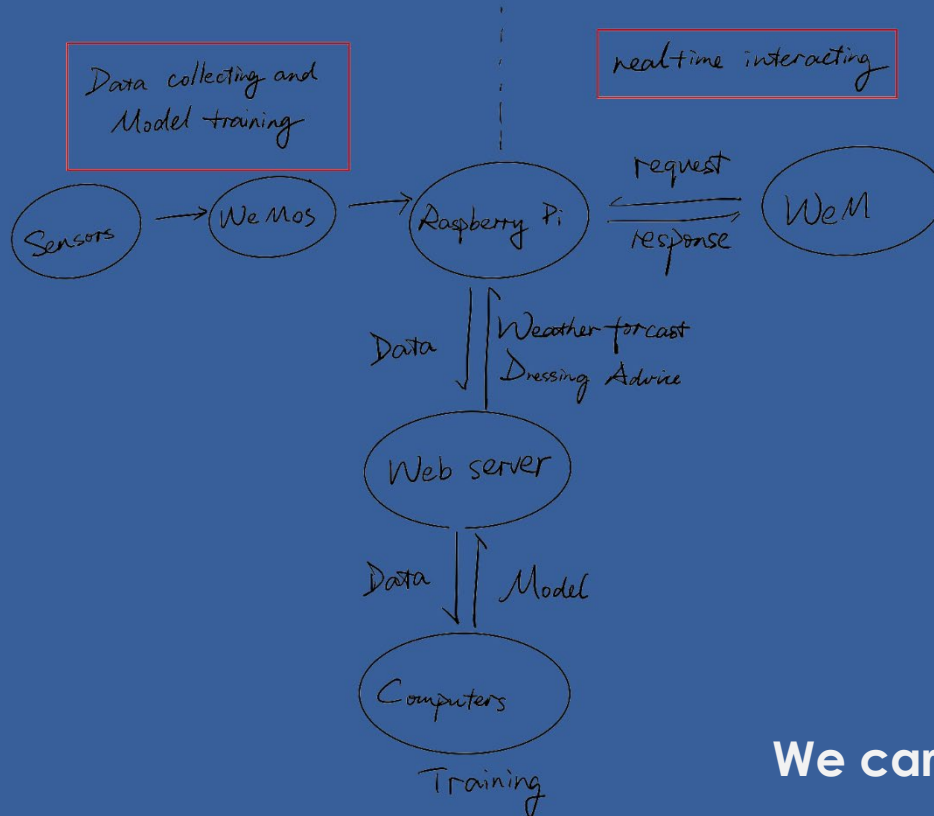 Data collecting and
Model training
realtime interacting
Sensors
WeMos
Raspberry Pi
request
response
WeM
Data
Weather forcast
Dressing Advice
Web server
Data
Model
Computers
Training
We can